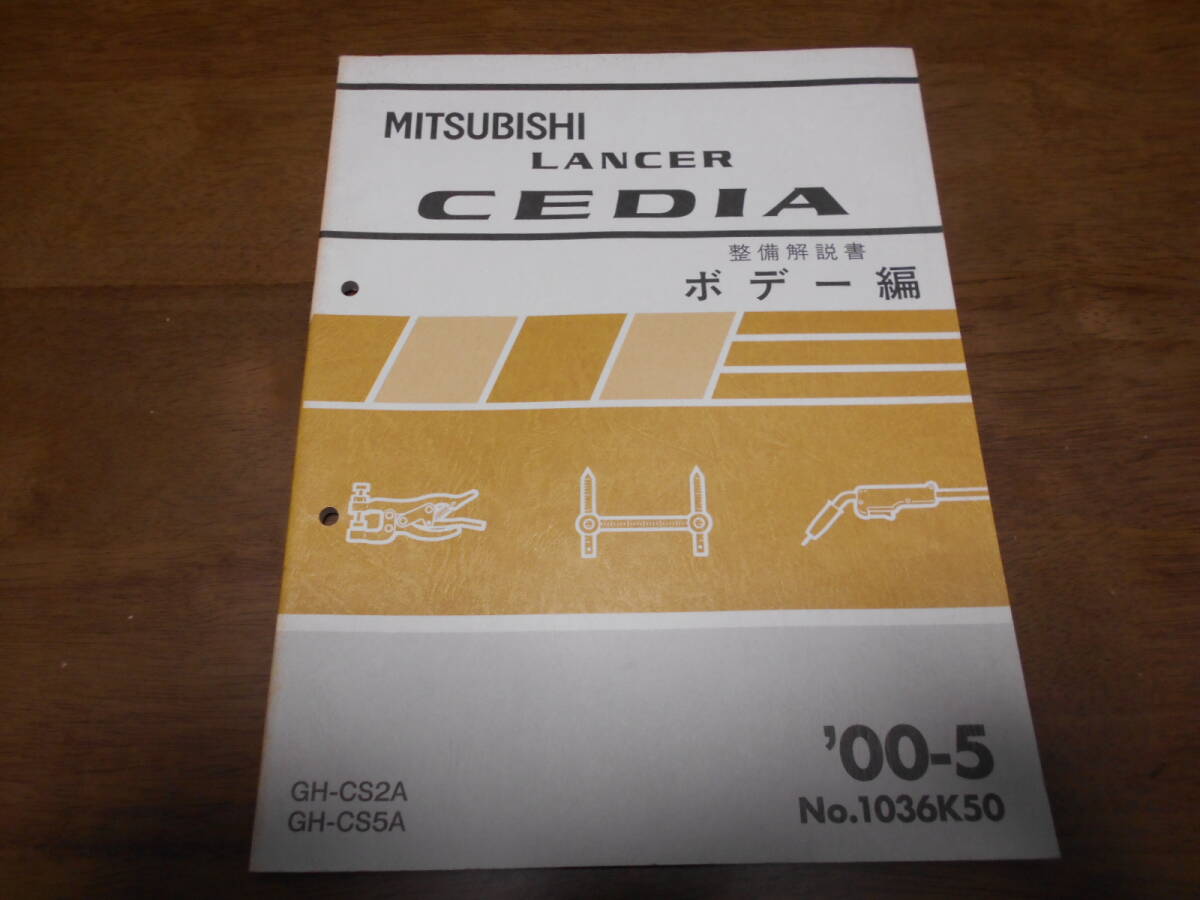 MITSUBISHI
LANCER
CEDIA
整備解説書
ボデー編
'00-5
No.1036K50
GH-CS2A
GH-CS5A